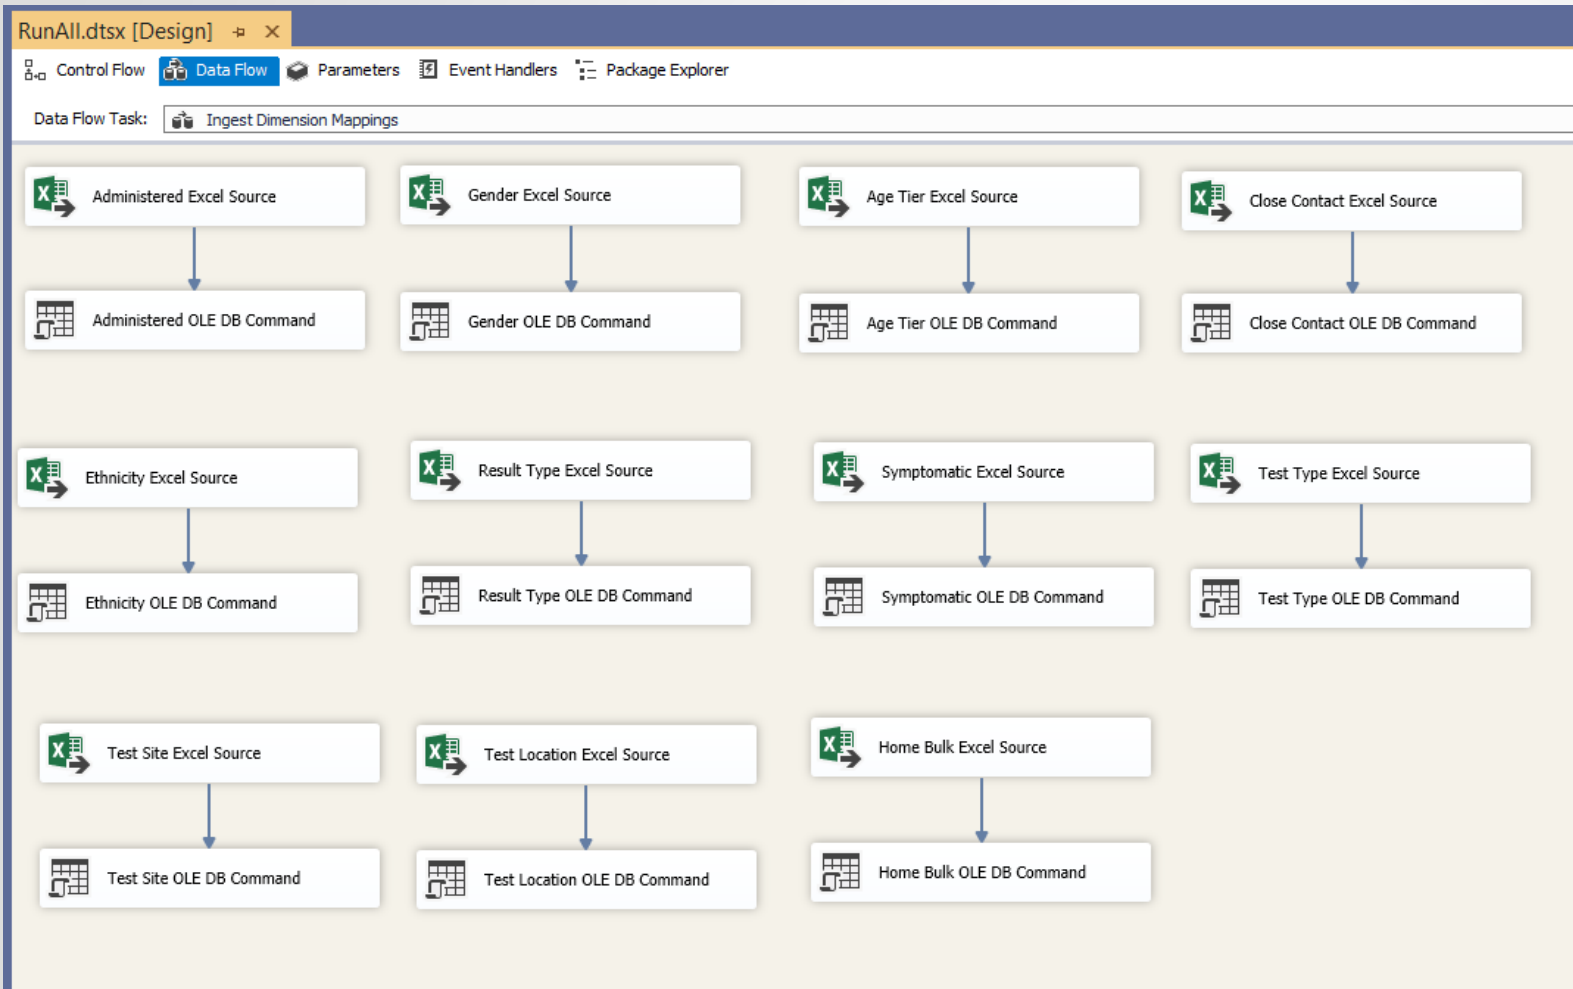 RunAll.dtsx [Design]
Control Flow Data Flow Parameters Event Handlers Package Explorer
Data Flow Task: Ingest Dimension Mappings
Administered Excel Source
Gender Excel Source
Age Tier Excel Source
Close Contact Excel Source
Administered OLE DB Command
Gender OLE DB Command
Age Tier OLE DB Command
Close Contact OLE DB Command
Ethnicity Excel Source
Result Type Excel Source
Symptomatic Excel Source
Test Type Excel Source
Ethnicity OLE DB Command
Result Type OLE DB Command
Symptomatic OLE DB Command
Test Type OLE DB Command
Test Site Excel Source
Test Location Excel Source
Home Bulk Excel Source
Test Site OLE DB Command
Test Location OLE DB Command
Home Bulk OLE DB Command